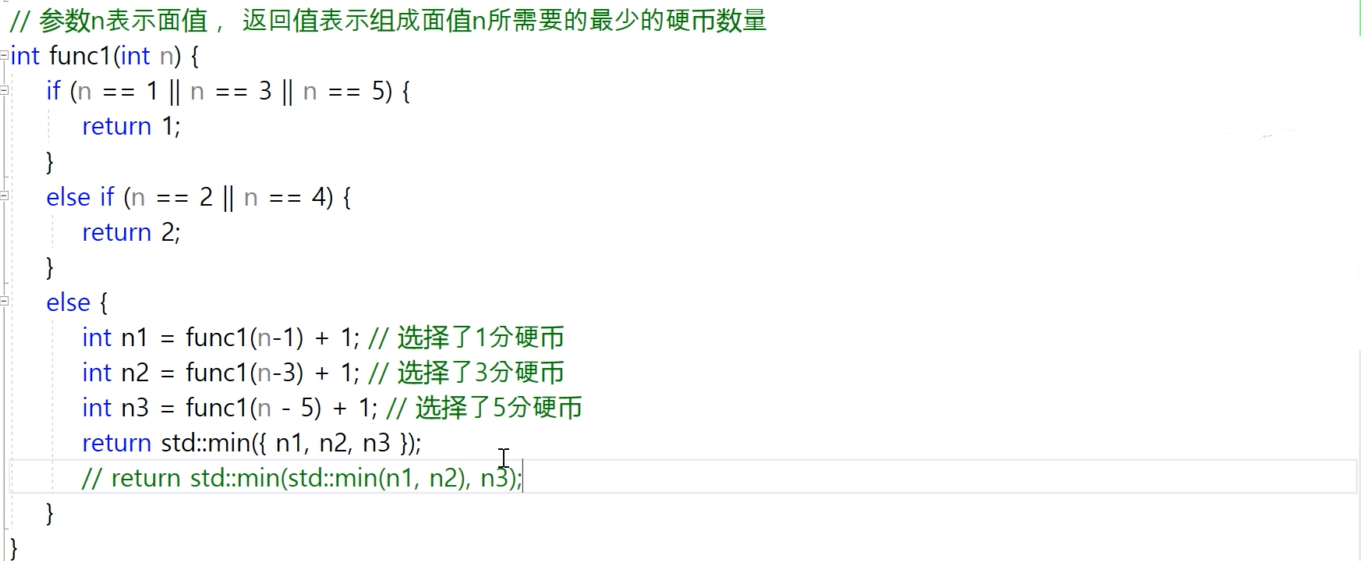 // 参数n表示面值 ， 返回值表示组成面值n所需要的最少的硬币数量
int func1(int n) {
if (n == 1 || n == 3 || n == 5) {
return 1;
}
else if (n == 2 || n == 4) {
return 2;
}
else {
int n1 = func1(n-1) + 1; // 选择了1分硬币
int n2 = func1(n-3) + 1; // 选择了3分硬币
int n3 = func1(n - 5) + 1; // 选择了5分硬币
return std::min({ n1, n2, n3 });
// return std::min(std::min(n1, n2), n3);
}
}